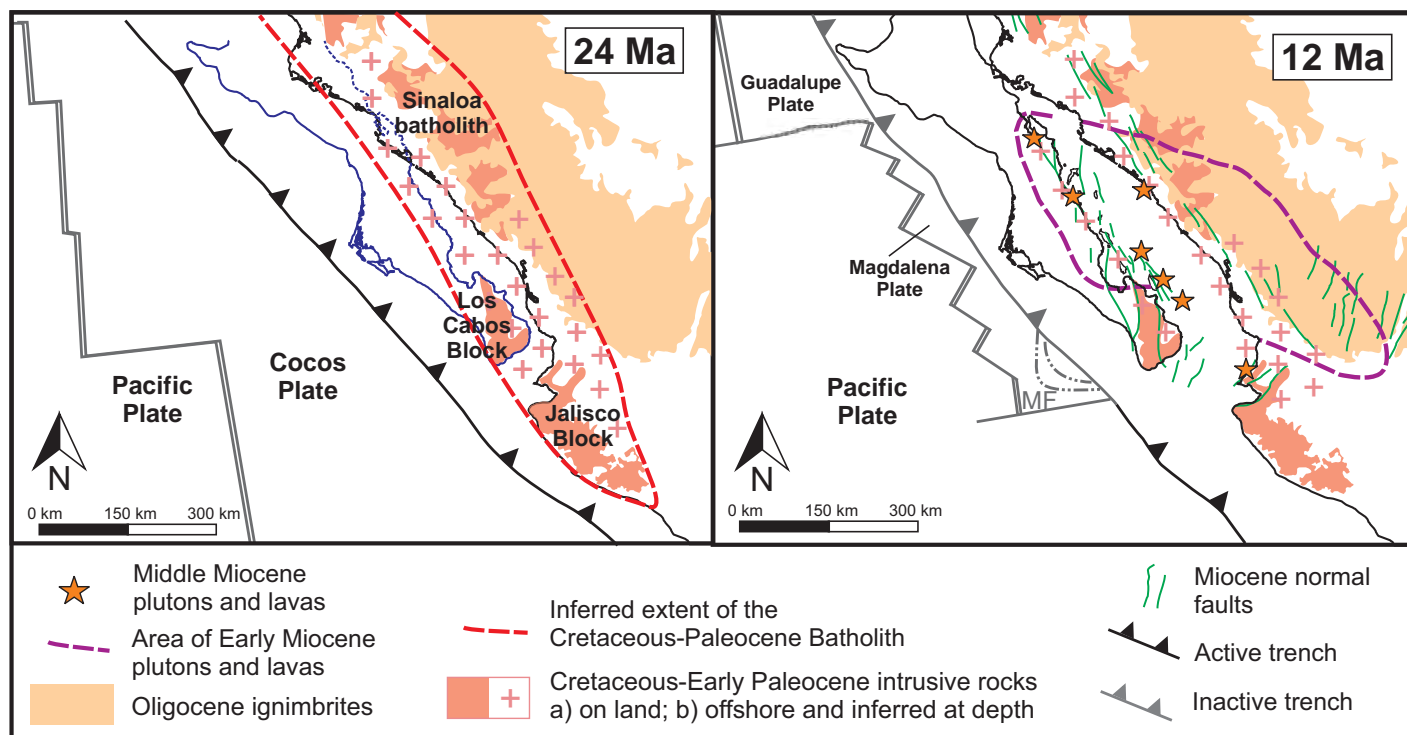 24 Ma
Sinaloa
batholith
Los
Cabos
Block
Cocos
Plate
Pacific
Plate
Jalisco
Block
N
0 km 150 km 300 km
12 Ma
Guadalupe
Plate
Magdalena
Plate
Pacific
Plate
MF
N
0 km 150 km 300 km
Middle Miocene
plutons and lavas
Area of Early Miocene
plutons and lavas
Oligocene ignimbrites
Inferred extent of the
Cretaceous-Paleocene Batholith
Cretaceous-Early Paleocene intrusive rocks
a) on land; b) offshore and inferred at depth
Miocene normal
faults
Active trench
Inactive trench